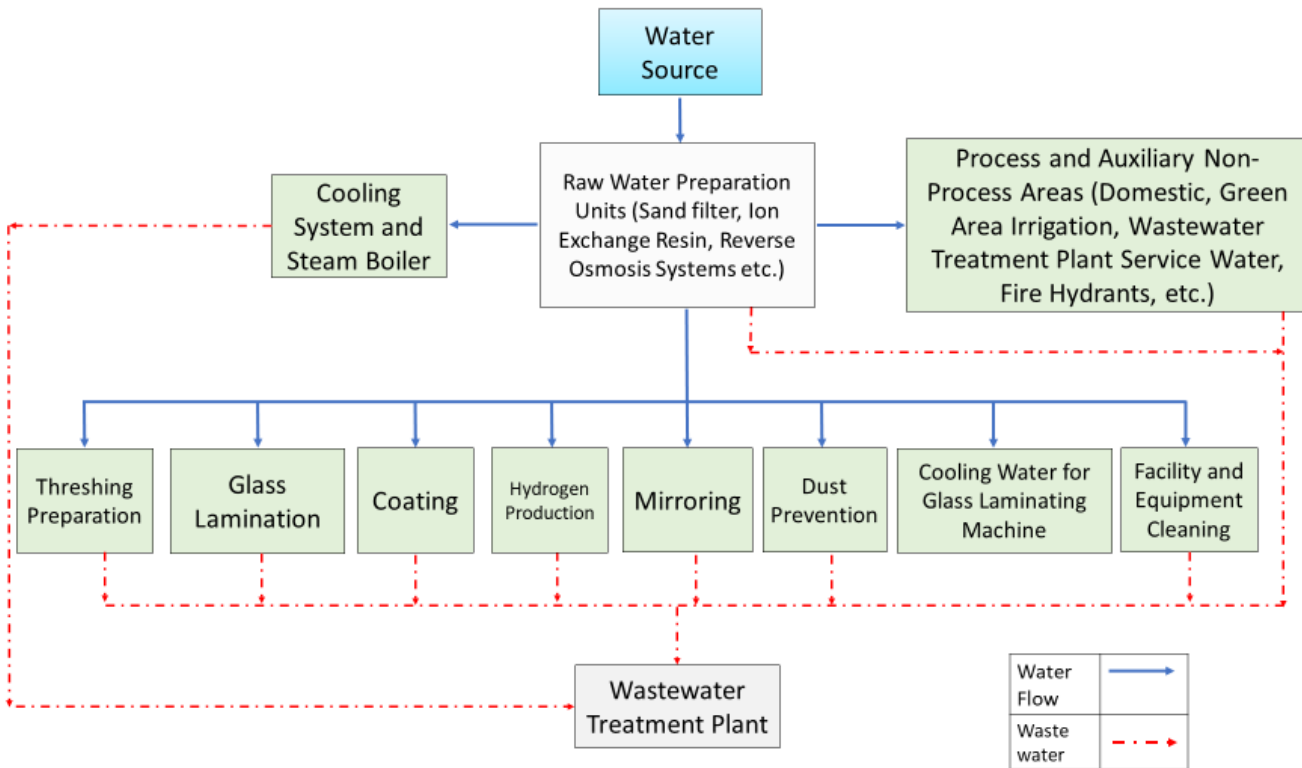 Water
Source
Raw Water Preparation
Units (Sand filter, Ion
Exchange Resin, Reverse
Osmosis Systems etc.)
Cooling
System and
Steam Boiler
Process and Auxiliary Non-
Process Areas (Domestic, Green
Area Irrigation, Wastewater
Treatment Plant Service Water,
Fire Hydrants, etc.)
Threshing
Preparation
Glass
Lamination
Coating
Hydrogen
Production
Mirroring
Dust
Prevention
Cooling Water for
Glass Laminating
Machine
Facility and
Equipment
Cleaning
Wastewater
Treatment Plant
Water
Flow
Waste
water